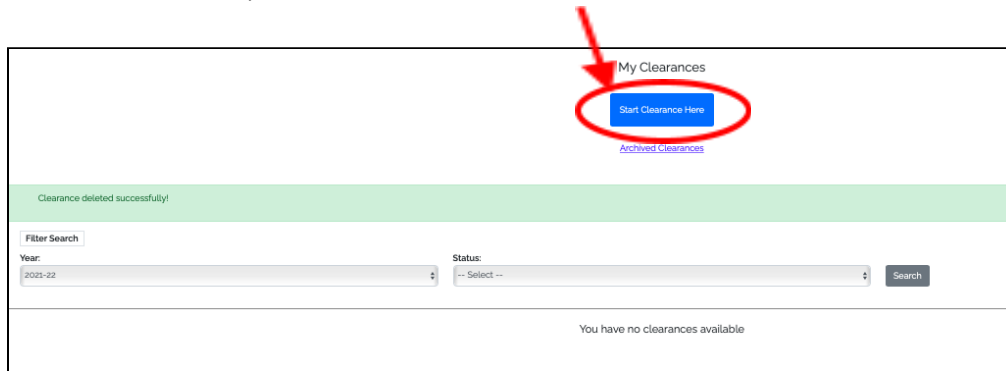 My Clearances
Start Clearance Here
Archived Clearances
Clearance deleted successfully!
Filter Search
Year:
Status:
2021-22
-- Select --
Search
You have no clearances available